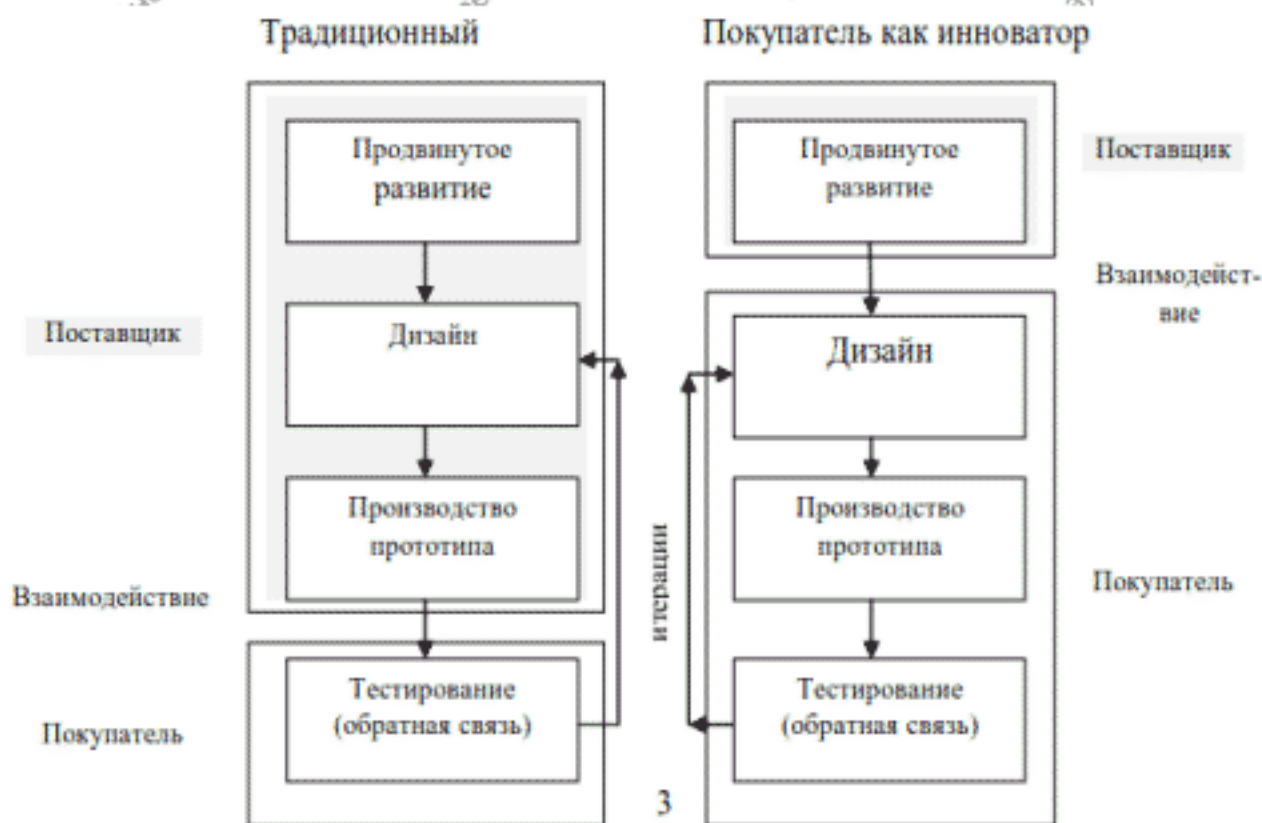 Традиционный
Покупатель как инноватор
Продвинутое
развитие
Дизайн
Производство
прототипа
Тестирование
(обратная связь)
Поставщик
Взаимодействие
Покупатель
итерации
Продвинутое
развитие
Дизайн
Производство
прототипа
Тестирование
(обратная связь)
Поставщик
Взаимодейст-
вие
Покупатель
3